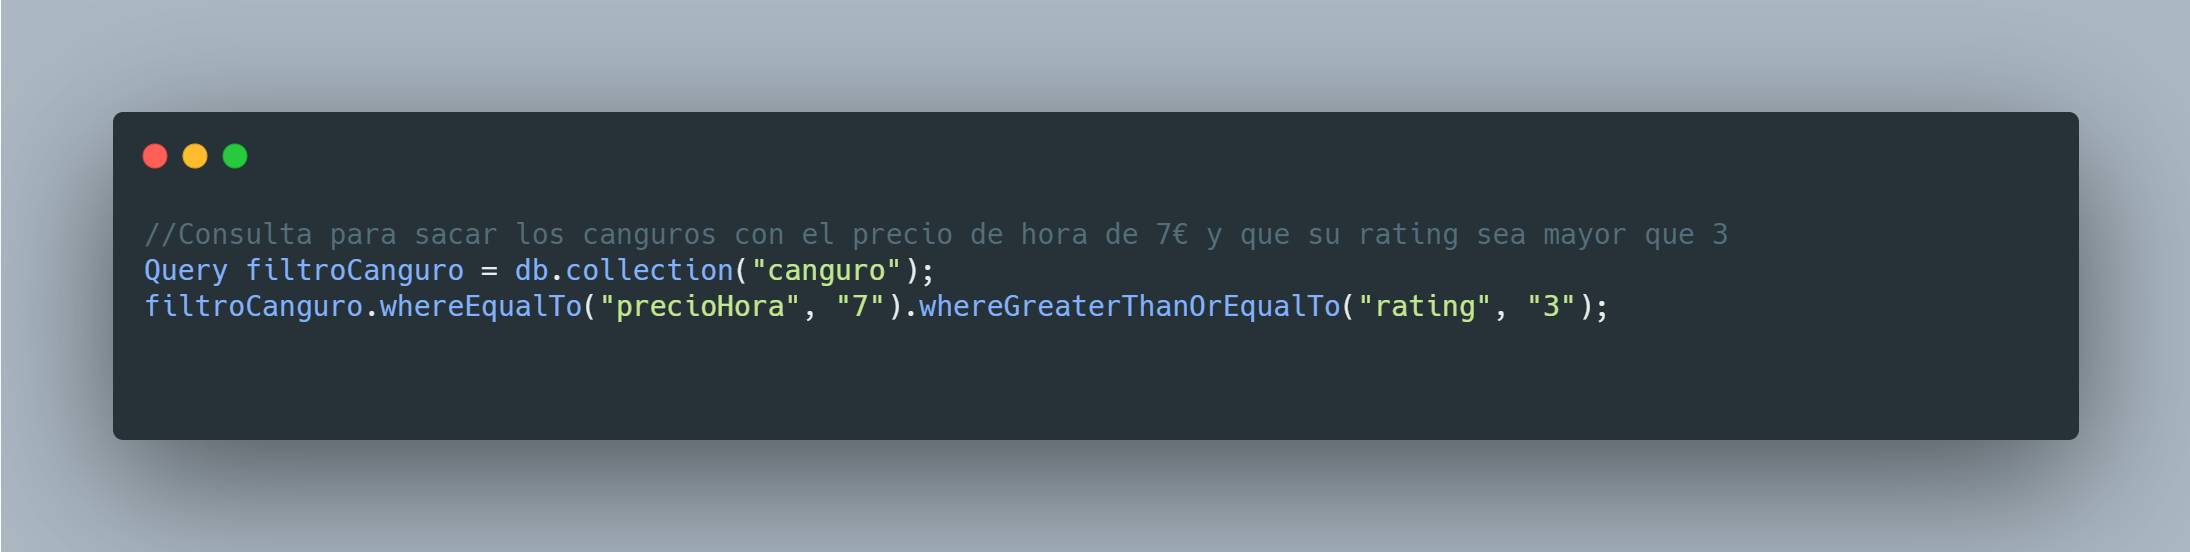 //Consulta para sacar los canguros con el precio de hora de 7€ y que su rating sea mayor que 3
Query filtroCanguro = db.collection("canguro");
filtroCanguro.whereEqualTo("precioHora", "7").whereGreaterThanOrEqualTo("rating", "3");